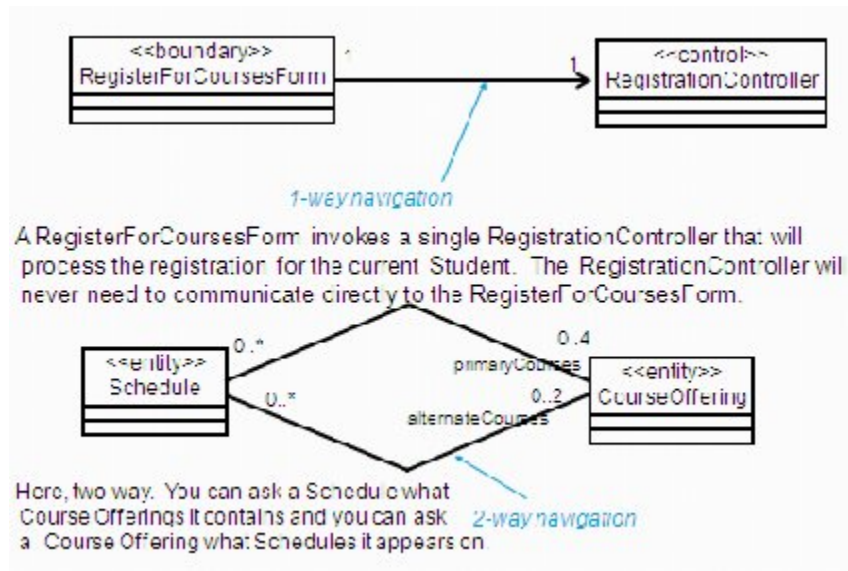 <<boundary>>
RegisterForCoursesForm
1
1
<<control>>
RegistrationController
1-way navigation
A RegisterForCoursesForm invokes a single RegistrationController that will
process the registration for the current Student. The RegistrationController will
never need to communicate directly to the RegisterForCoursesForm.
<<entity>>
Schedule
0..*
0..*
0..4
primaryCourses
0..2
alternateCourses
<<entity>>
CourseOffering
Here, two way. You can ask a Schedule what
Course Offerings it contains and you can ask
a Course Offering what Schedules it appears on
2-way navigation